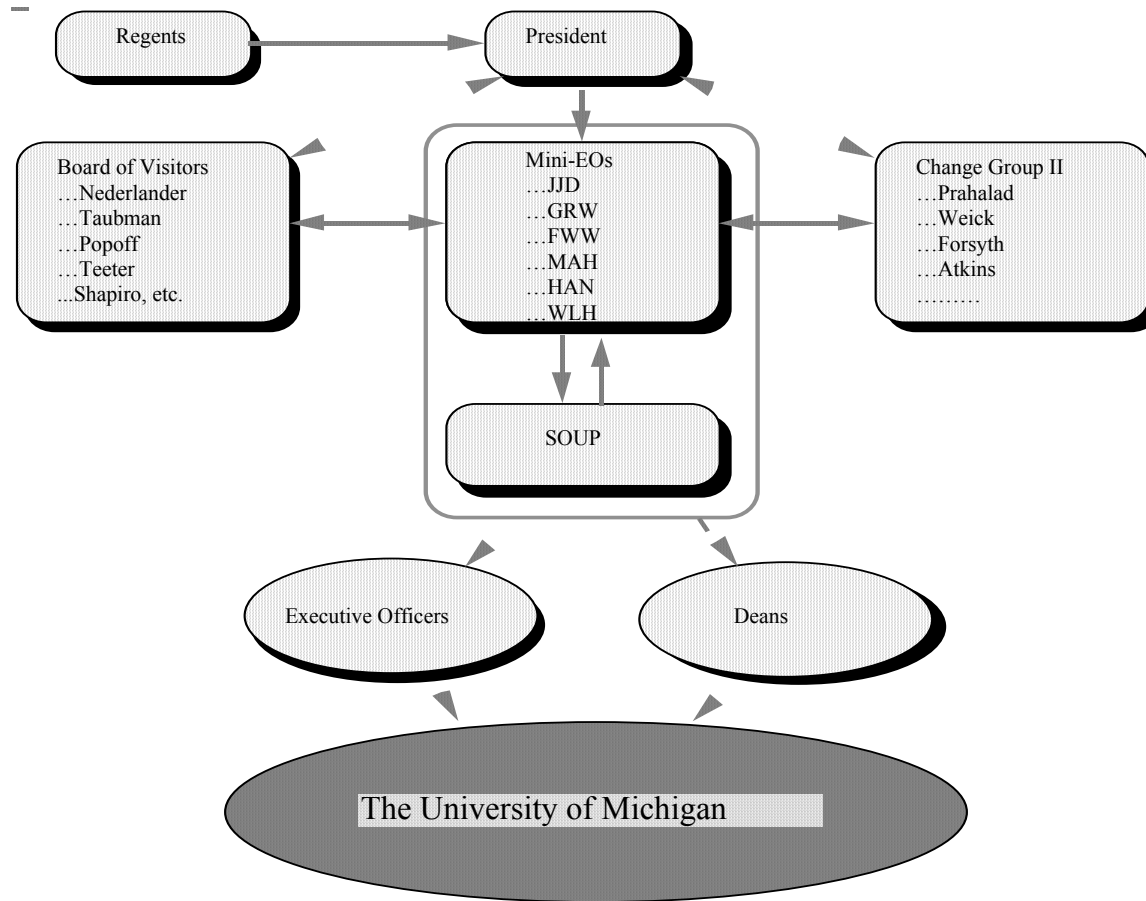 Regents
President
Board of Visitors
…Nederlander
…Taubman
…Popoff
…Teeter
...Shapiro, etc.
Mini-EOs
…JJD
…GRW
…FWW
…MAH
…HAN
…WLH
Change Group II
…Prahalad
…Weick
…Forsyth
…Atkins
………
SOUP
Executive Officers
Deans
The University of Michigan